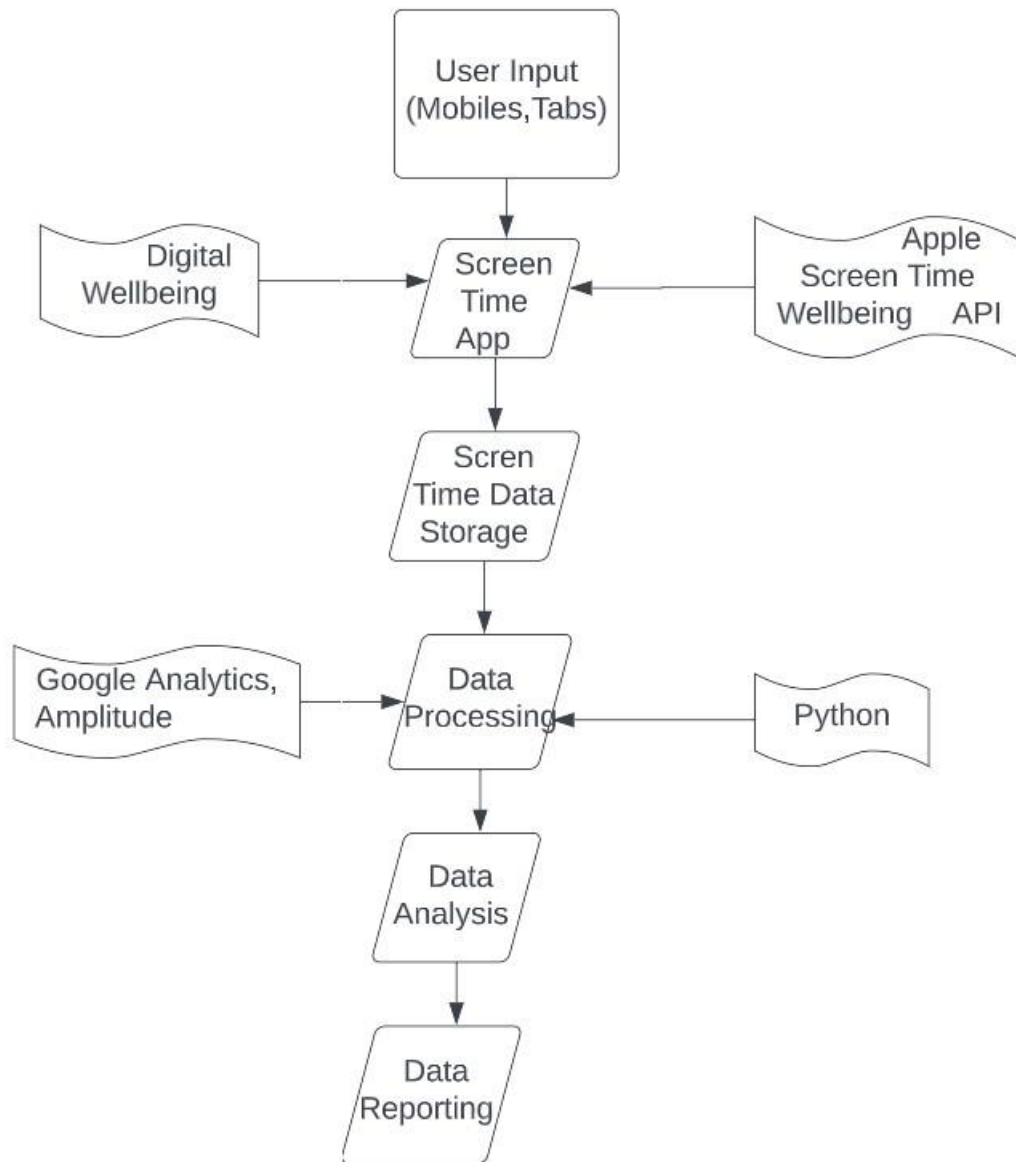 User Input
(Mobiles,Tabs)
Digital
Wellbeing
Screen
Time
App
Apple
Screen Time
Wellbeing API
Scren
Time Data
Storage
Google Analytics,
Amplitude
Data
Processing
Python
Data
Analysis
Data
Reporting